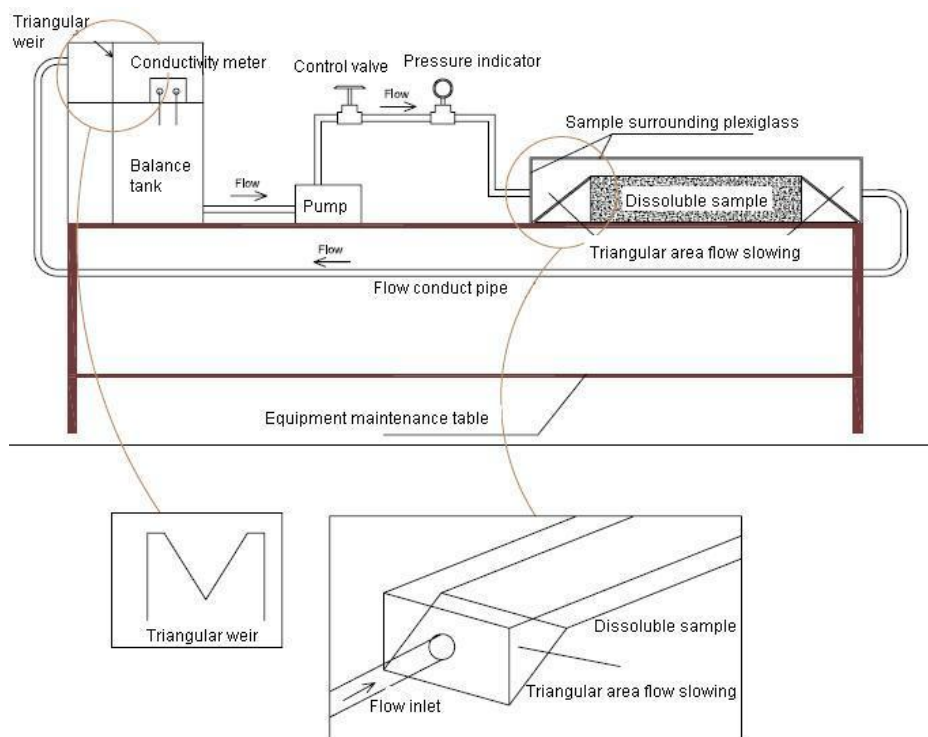 Triangular
weir
Conductivity meter
Control valve
Pressure indicator
Flow
Sample surrounding plexiglass
Balance
tank
Flow
Pump
Dissoluble sample
Flow
Triangular area flow slowing
Flow conduct pipe
Equipment maintenance table
Triangular weir
Dissoluble sample
Triangular area flow slowing
Flow inlet